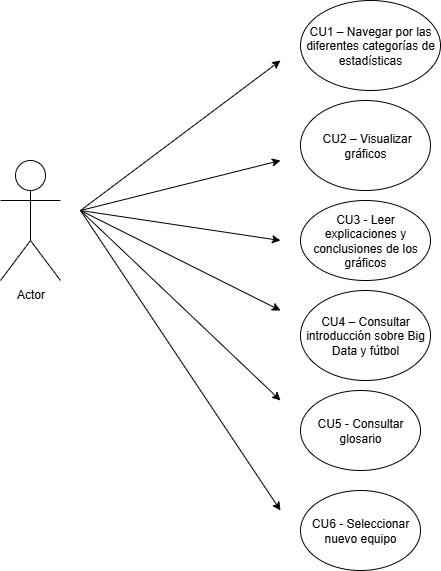 CU1 – Navegar por las
diferentes categorías de
estadísticas
CU2 – Visualizar
gráficos
CU3 - Leer
explicaciones y
conclusiones de los
gráficos
Actor
CU4 – Consultar
introducción sobre Big
Data y fútbol
CU5 - Consultar
glosario
CU6 - Seleccionar
nuevo equipo